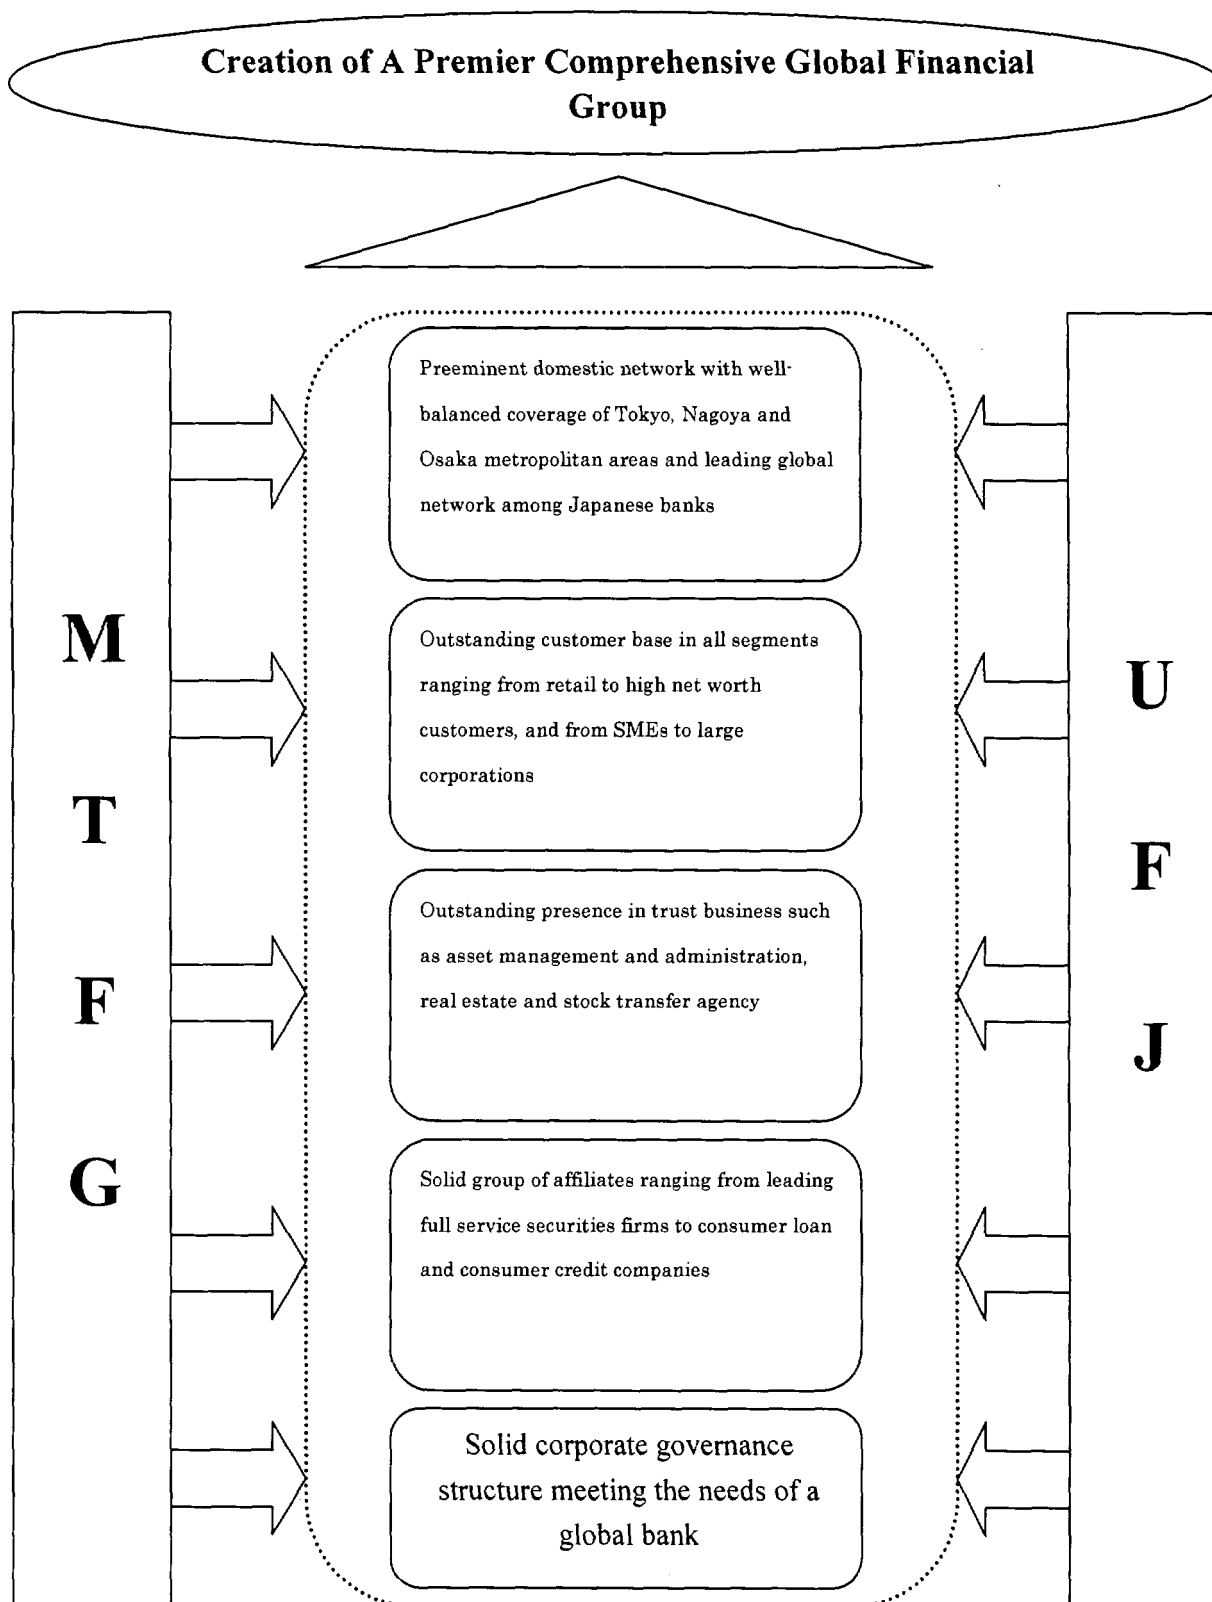 Creation of A Premier Comprehensive Global Financial
Group
M
T
F
G
Preeminent domestic network with well-
balanced coverage of Tokyo, Nagoya and
Osaka metropolitan areas and leading global
network among Japanese banks
Outstanding customer base in all segments
ranging from retail to high net worth
customers, and from SMEs to large
corporations
Outstanding presence in trust business such
as asset management and administration,
real estate and stock transfer agency
Solid group of affiliates ranging from leading
full service securities firms to consumer loan
and consumer credit companies
Solid corporate governance
structure meeting the needs of a
global bank
U
F
J